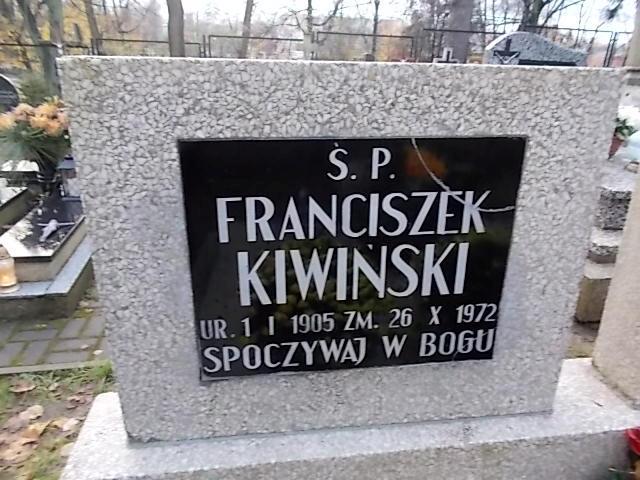 Ś. P.
FRANCISZEK
KIWIŃSKI
UR. 1 I 1905 ZM. 26 X 1972
SPOCZYWAJ W BOGU